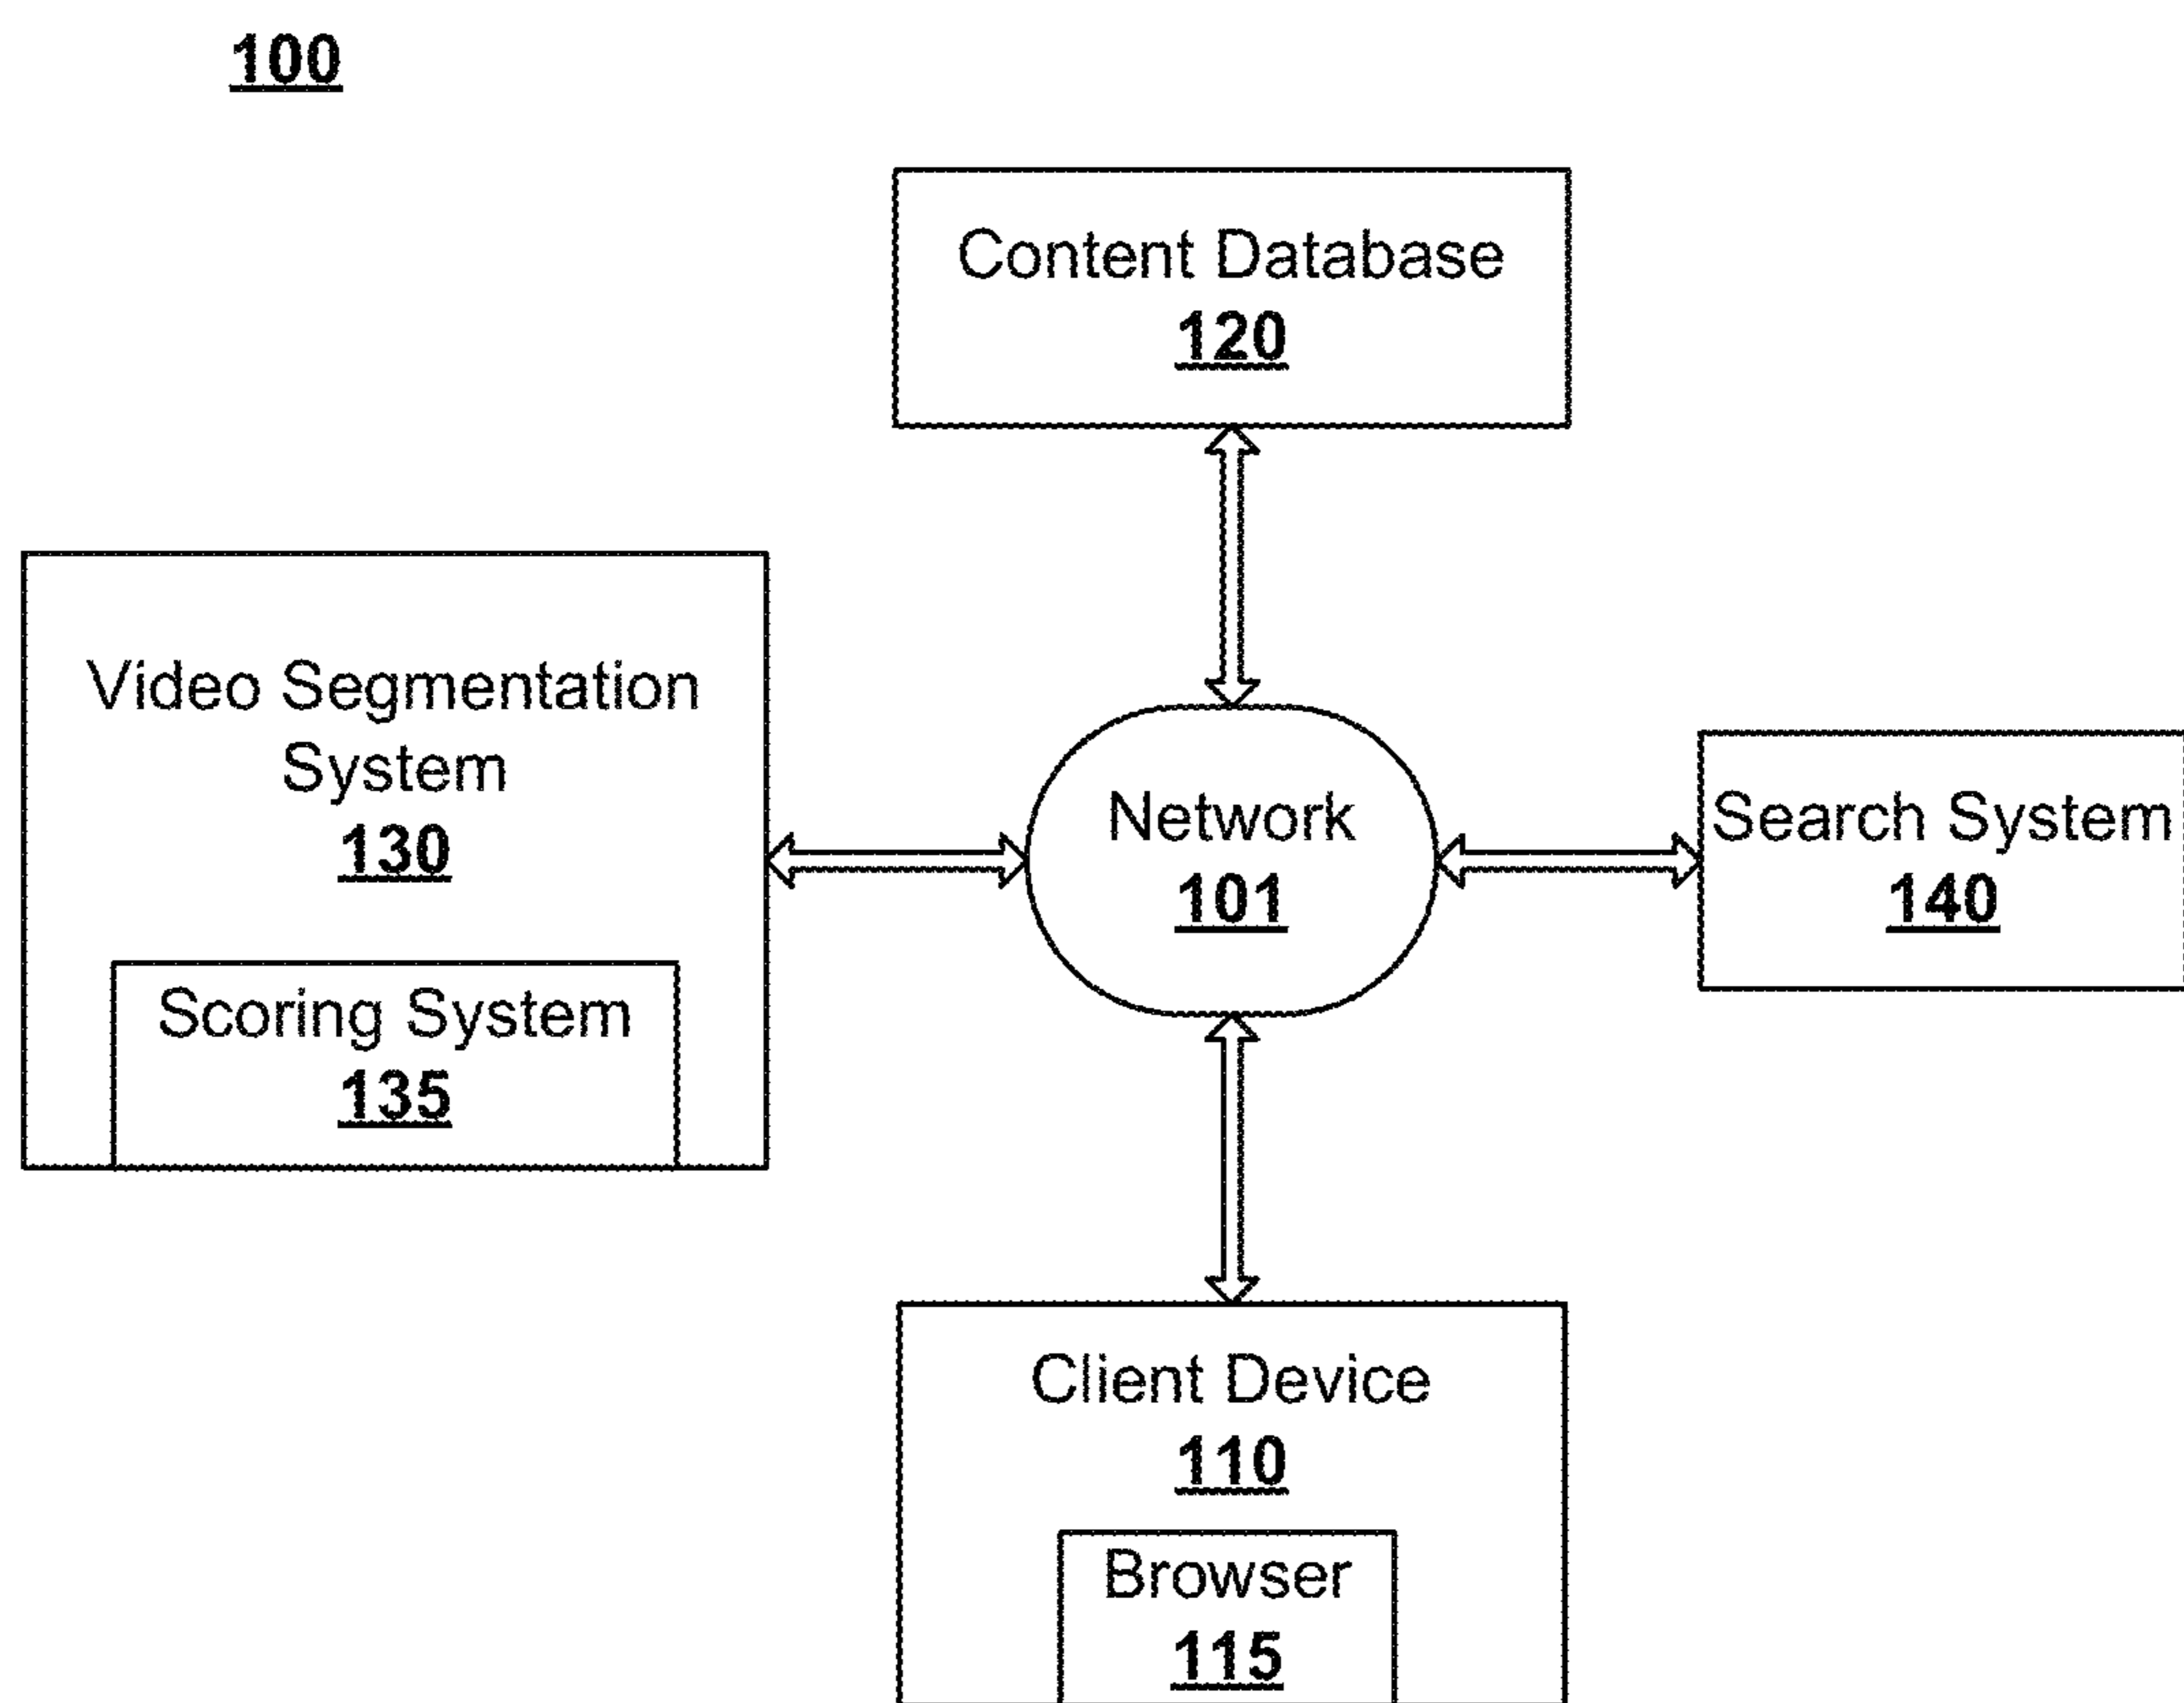 100
Content Database
120
Video Segmentation
System
130
Scoring System
135
Network
101
Search System
140
Client Device
110
Browser
115